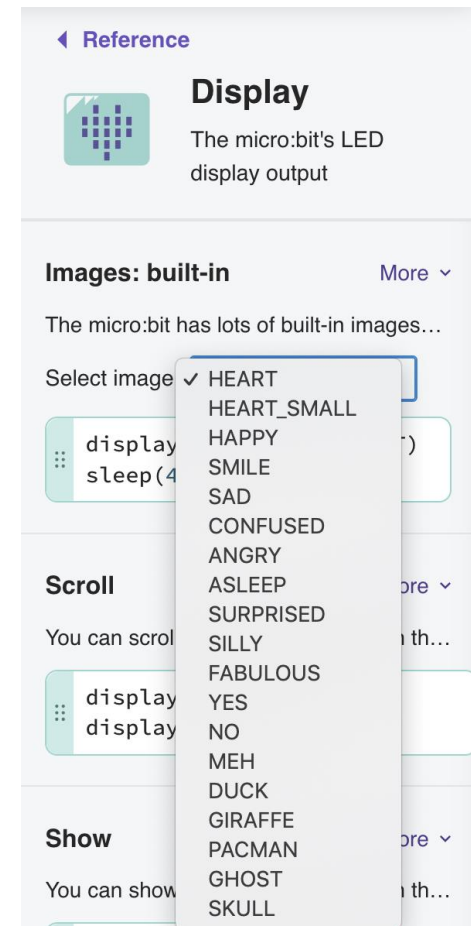 Reference
Display
The micro:bit's LED
display output
Images: built-in More
The micro:bit has lots of built-in images…
Select image
HEART
HEART_SMALL
HAPPY
SMILE
SAD
CONFUSED
ANGRY
ASLEEP
SURPRISED
SILLY
FABULOUS
YES
NO
MEH
DUCK
GIRAFFE
PACMAN
GHOST
SKULL
display )
sleep(4
Scroll
You can scrol
display
display
Show
You can show